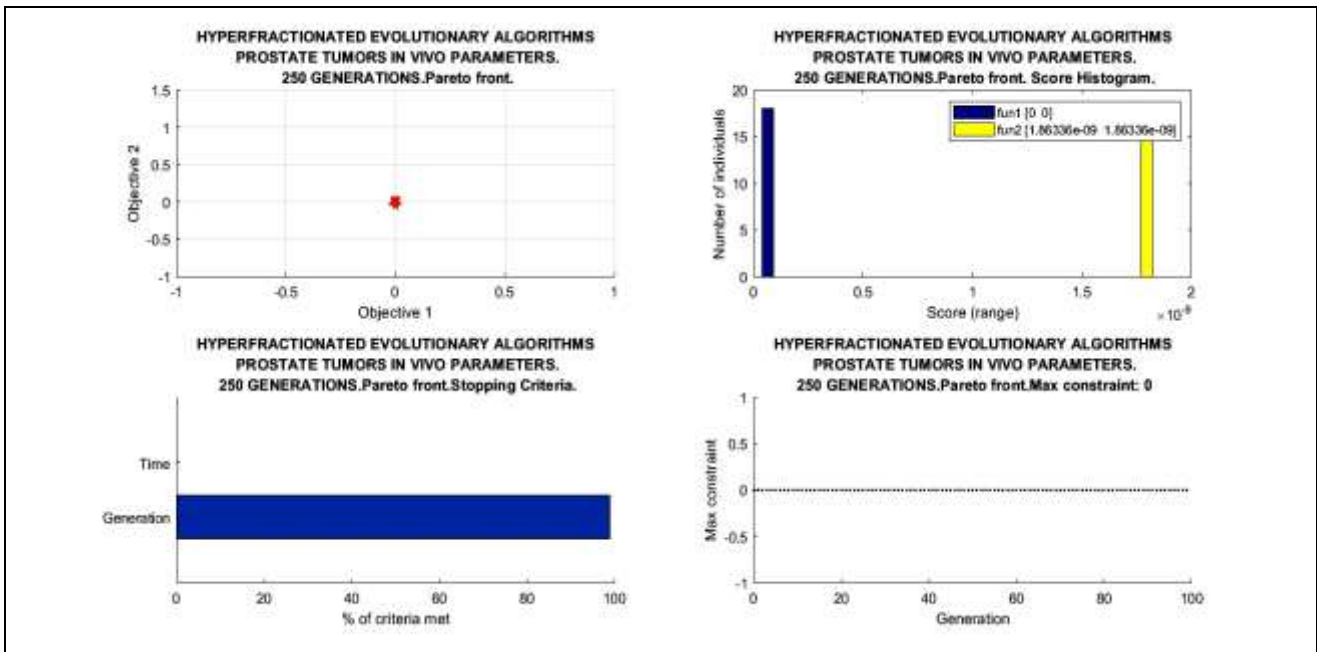 HYPERFRACTIONATED EVOLUTIONARY ALGORITHMS
PROSTATE TUMORS IN VIVO PARAMETERS.
250 GENERATIONS.Pareto front.
1.5
1
0.5
0
-0.5
-1
Objective 2
-1
-0.5
0
0.5
1
Objective 1
HYPERFRACTIONATED EVOLUTIONARY ALGORITHMS
PROSTATE TUMORS IN VIVO PARAMETERS.
250 GENERATIONS.Pareto front. Score Histogram.
20
15
10
5
0
Number of individuals
fun1 [0 0]
fun2 [1.86336e-09 1.86336e-09]
0
0.5
1
1.5
2
Score (range)
HYPERFRACTIONATED EVOLUTIONARY ALGORITHMS
PROSTATE TUMORS IN VIVO PARAMETERS.
250 GENERATIONS.Pareto front.Stopping Criteria.
Time
Generation
0
20
40
60
80
100
% of criteria met
HYPERFRACTIONATED EVOLUTIONARY ALGORITHMS
PROSTATE TUMORS IN VIVO PARAMETERS.
250 GENERATIONS.Pareto front.Max constraint: 0
1
0.5
0
-0.5
-1
Max constraint
0
20
40
60
80
100
Generation